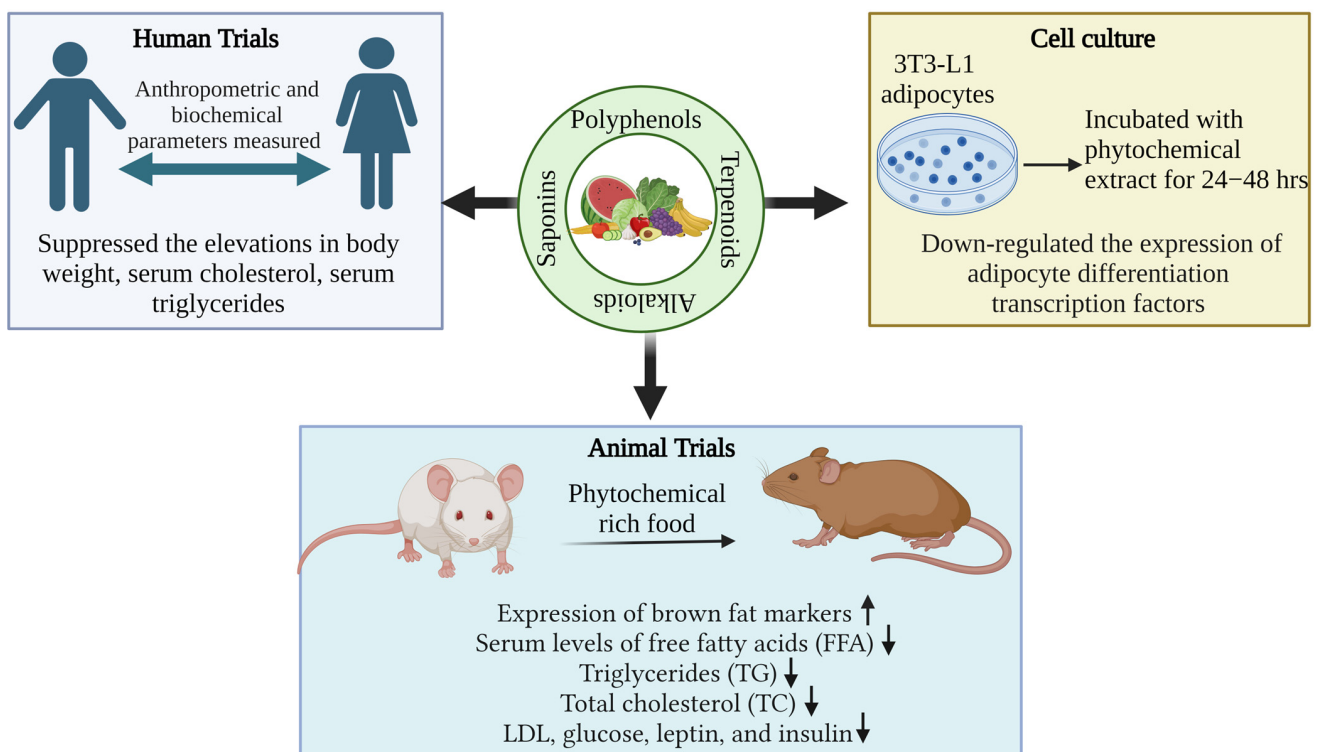 Human Trials
Anthropometric and
biochemical
parameters measured
Suppressed the elevations in body
weight, serum cholesterol, serum
triglycerides
Polyphenols
Terpenoids
Alkaloids
Saponins
Cell culture
3T3-L1
adipocytes
Incubated with
phytochemical
extract for 24–48 hrs
Down-regulated the expression of
adipocyte differentiation
transcription factors
Animal Trials
Phytochemical
rich food
Expression of brown fat markers ↑
Serum levels of free fatty acids (FFA) ↓
Triglycerides (TG) ↓
Total cholesterol (TC) ↓
LDL, glucose, leptin, and insulin ↓